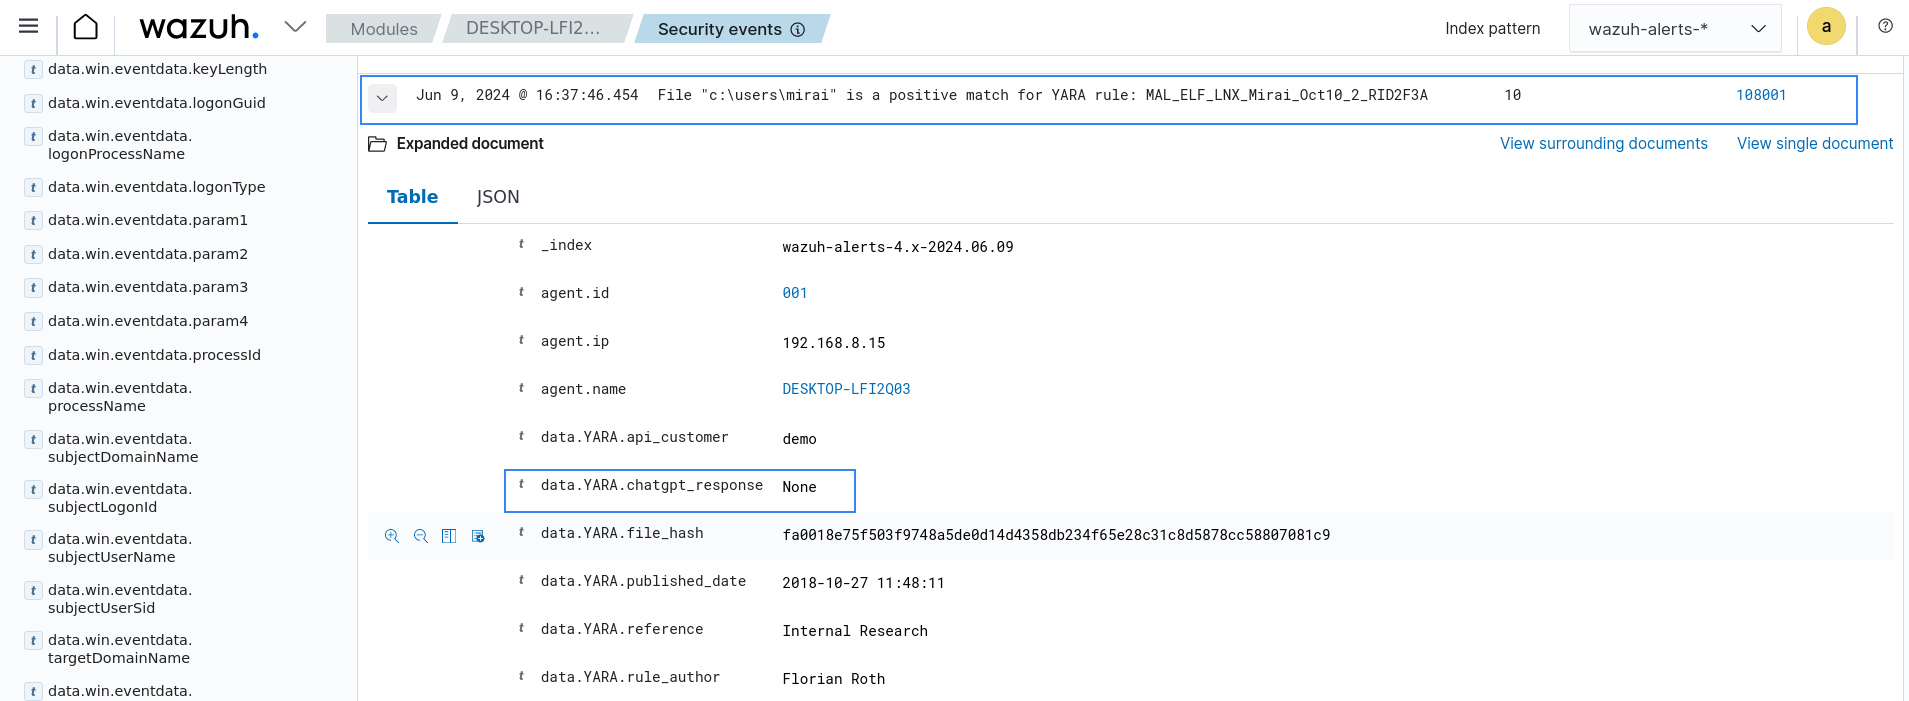 wazuh.
Modules
DESKTOP-LFI2...
Security events
Index pattern
wazuh-alerts-*
a
t data.win.eventdata.keyLength
t data.win.eventdata.logonGuid
t data.win.eventdata.
logonProcessName
t data.win.eventdata.logonType
t data.win.eventdata.param1
t data.win.eventdata.param2
t data.win.eventdata.param3
t data.win.eventdata.param4
t data.win.eventdata.processId
t data.win.eventdata.
processName
t data.win.eventdata.
subjectDomainName
t data.win.eventdata.
subjectLogonId
t data.win.eventdata.
subjectUserName
t data.win.eventdata.
subjectUserSid
t data.win.eventdata.
targetDomainName
t data.win.eventdata.
Jun 9, 2024 @ 16:37:46.454 File "c:\users\mirai" is a positive match for YARA rule: MAL_ELF_LNX_Mirai_Oct10_2_RID2F3A 10 108001
Expanded document
View surrounding documents View single document
Table JSON
t _index wazuh-alerts-4.x-2024.06.09
t agent.id 001
t agent.ip 192.168.8.15
t agent.name DESKTOP-LFI2Q03
t data.YARA.api_customer demo
t data.YARA.chatgpt_response None
t data.YARA.file_hash fa0018e75f503f9748a5de0d14d4358db234f65e28c31c8d5878cc58807081c9
t data.YARA.published_date 2018-10-27 11:48:11
t data.YARA.reference Internal Research
t data.YARA.rule_author Florian Roth